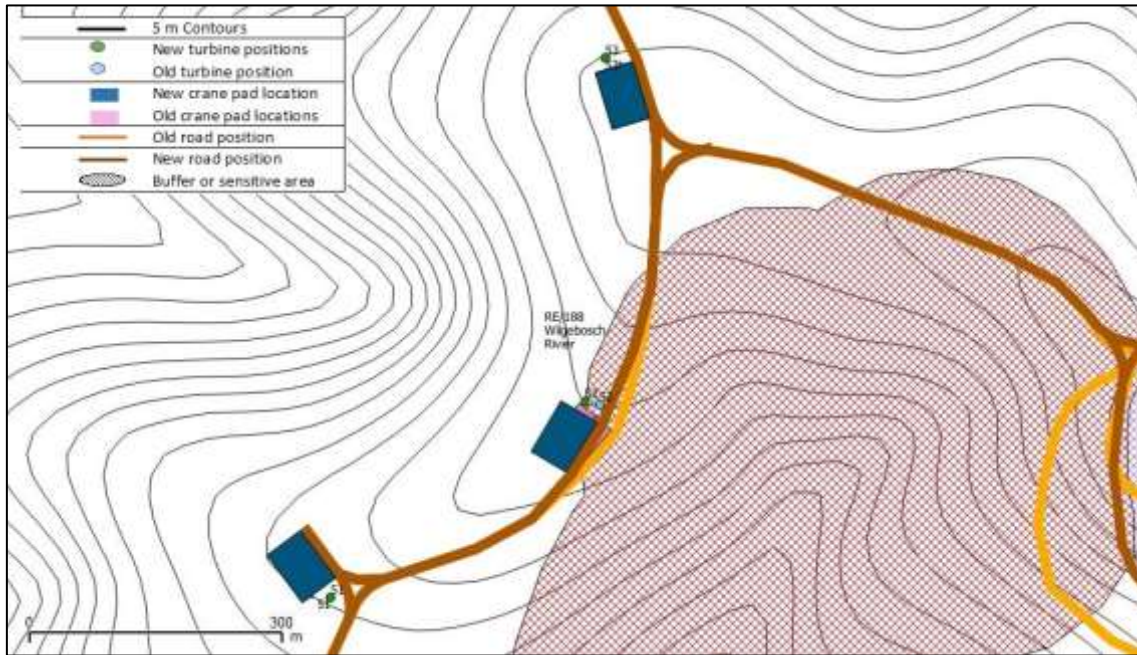 5 m Contours
New turbine positions
Old turbine position
New crane pad location
Old crane pad locations
Old road position
New road position
Buffer or sensitive area
RE/188
Wilgebosch
River
0
300
m